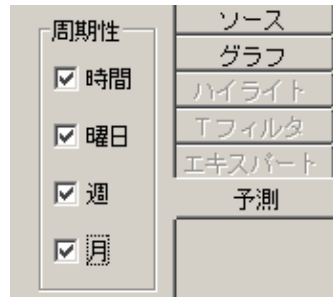 周期性
時間
曜日
週
月
ソース
グラフ
ハイライト
Tフィルタ
エキスパート
予測